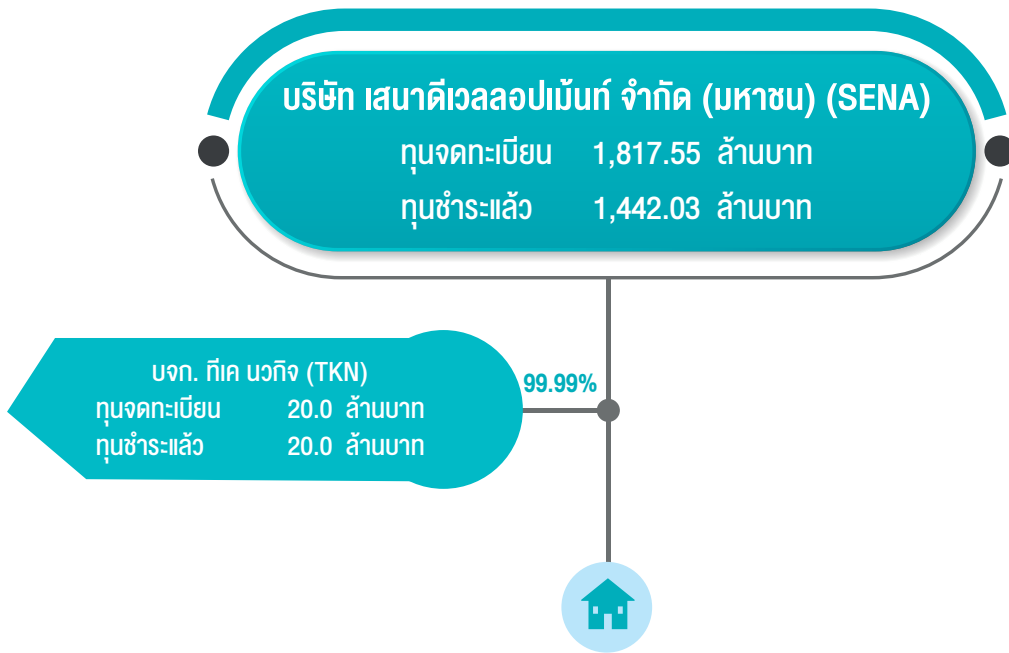 บริษัท เสนาดีเวลลอปเม้นท์ จำกัด (มหาชน) (SENA)
ทุนจดทะเบียน 1,817.55 ล้านบาท
ทุนชำระแล้ว 1,442.03 ล้านบาท
บจก. ทีเค นวกิจ (TKN)
ทุนจดทะเบียน 20.0 ล้านบาท
ทุนชำระแล้ว 20.0 ล้านบาท
99.99%